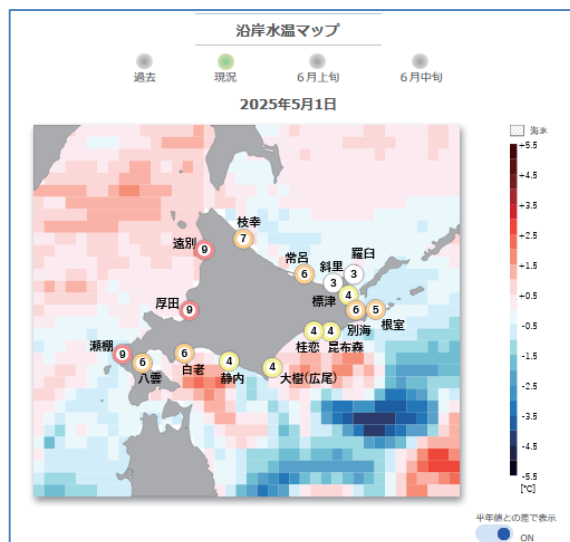 沿岸水温マップ
過去
現況
６月上旬
６月中旬
2025年5月1日
海氷
+5.5
+4.5
+3.5
+2.5
+1.5
+0.5
-0.5
-1.5
-2.5
-3.5
-4.5
-5.5
[℃]
枝幸
7
遠別
9
常呂
6
斜里
3
羅臼
3
標津
4
厚田
9
別海
6
根室
5
桂恋
4
昆布森
4
瀬棚
9
八雲
6
白老
6
静内
4
大樹(広尾)
4
平年値との差で表示
ON